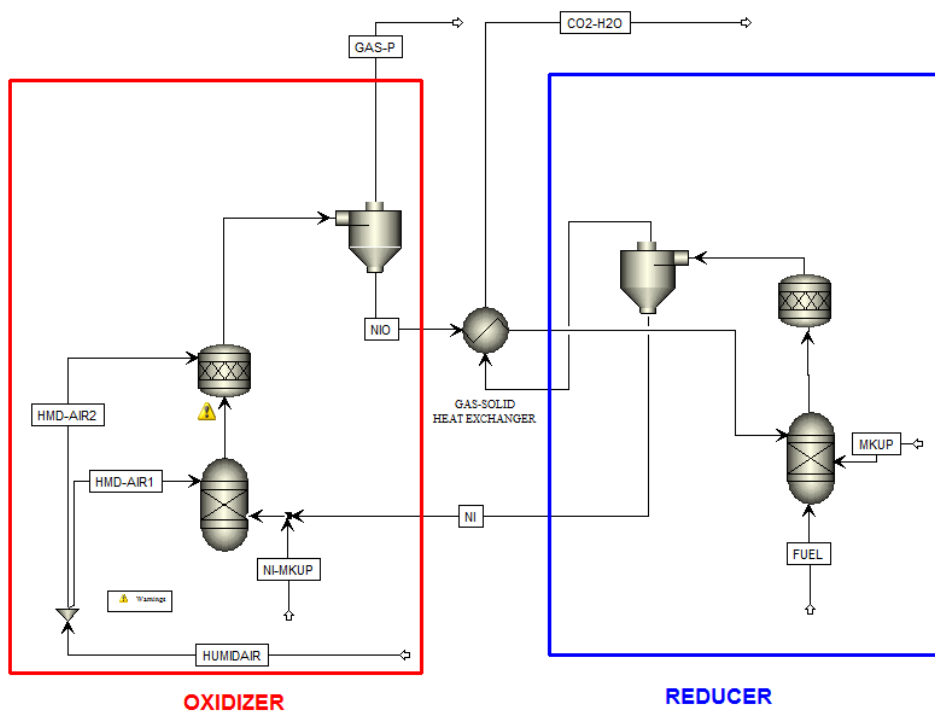 GAS-P
CO2-H2O
NIO
HMD-AIR2
GAS-SOLID
HEAT EXCHANGER
MKUP
HMD-AIR1
NI
NI-MKUP
FUEL
Warnings
HUMIDAIR
OXIDIZER
REDUCER